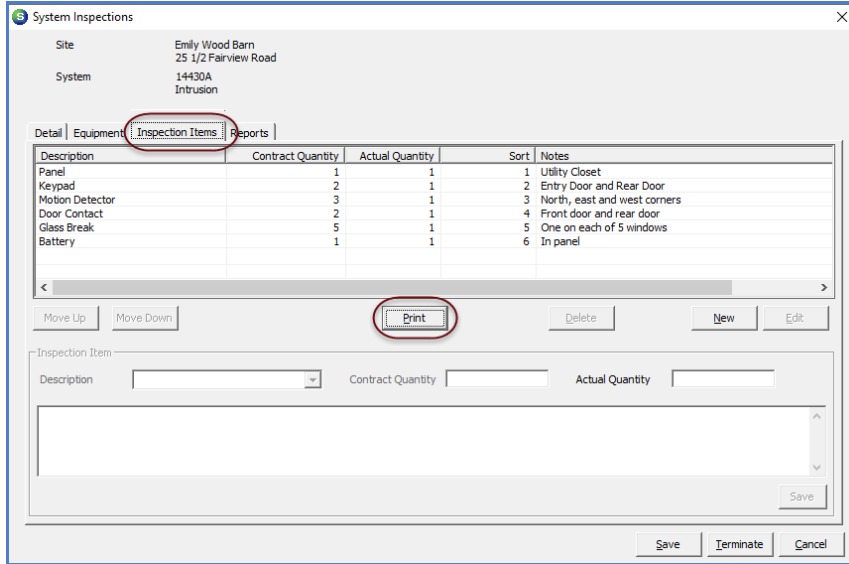 S System Inspections
Site Emily Wood Barn
25 1/2 Fairview Road
System 14430A
Intrusion
Detail Equipment Inspection Items Reports
Description Contract Quantity Actual Quantity Sort Notes
Panel 1 1 1 Utility Closet
Keypad 2 1 2 Entry Door and Rear Door
Motion Detector 3 1 3 North, east and west corners
Door Contact 2 1 4 Front door and rear door
Glass Break 5 1 5 One on each of 5 windows
Battery 1 1 6 In panel
Move Up Move Down Print Delete New Edit
Inspection Item
Description Contract Quantity Actual Quantity
Save
Save Terminate Cancel